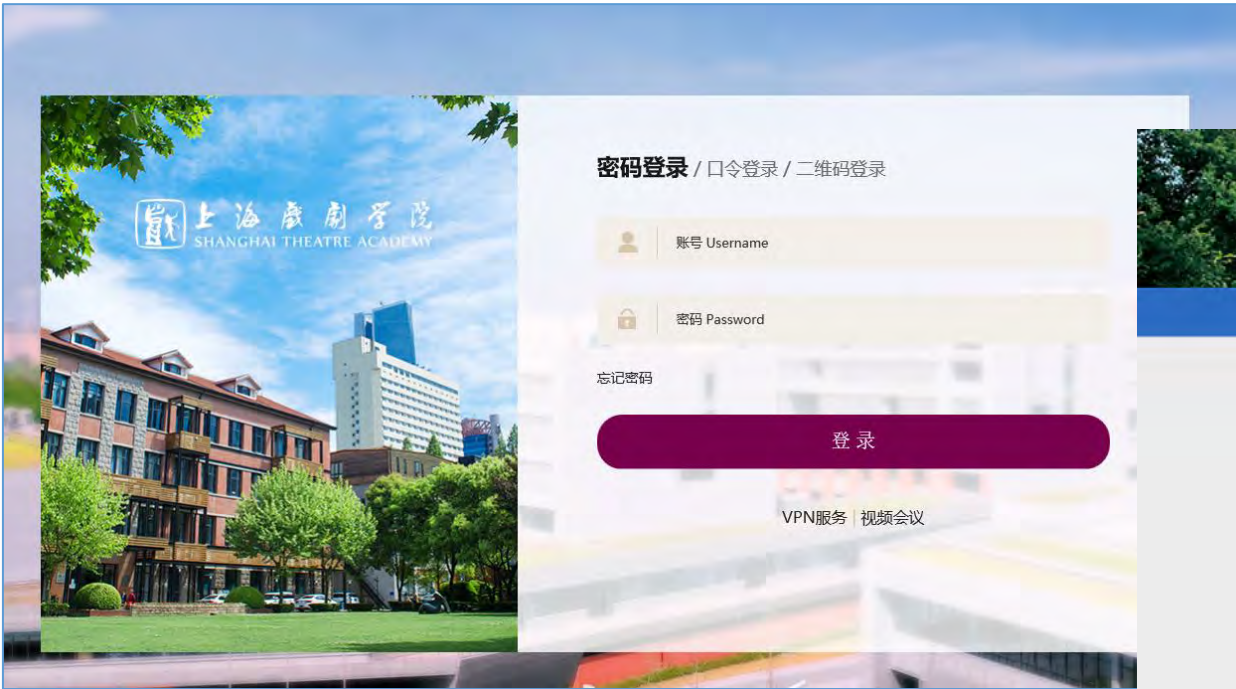 上海戲劇学院
SHANGHAI THEATRE ACADEMY
密码登录 / 口令登录 / 二维码登录
账号 Username
密码 Password
忘记密码
登 录
VPN服务 | 视频会议